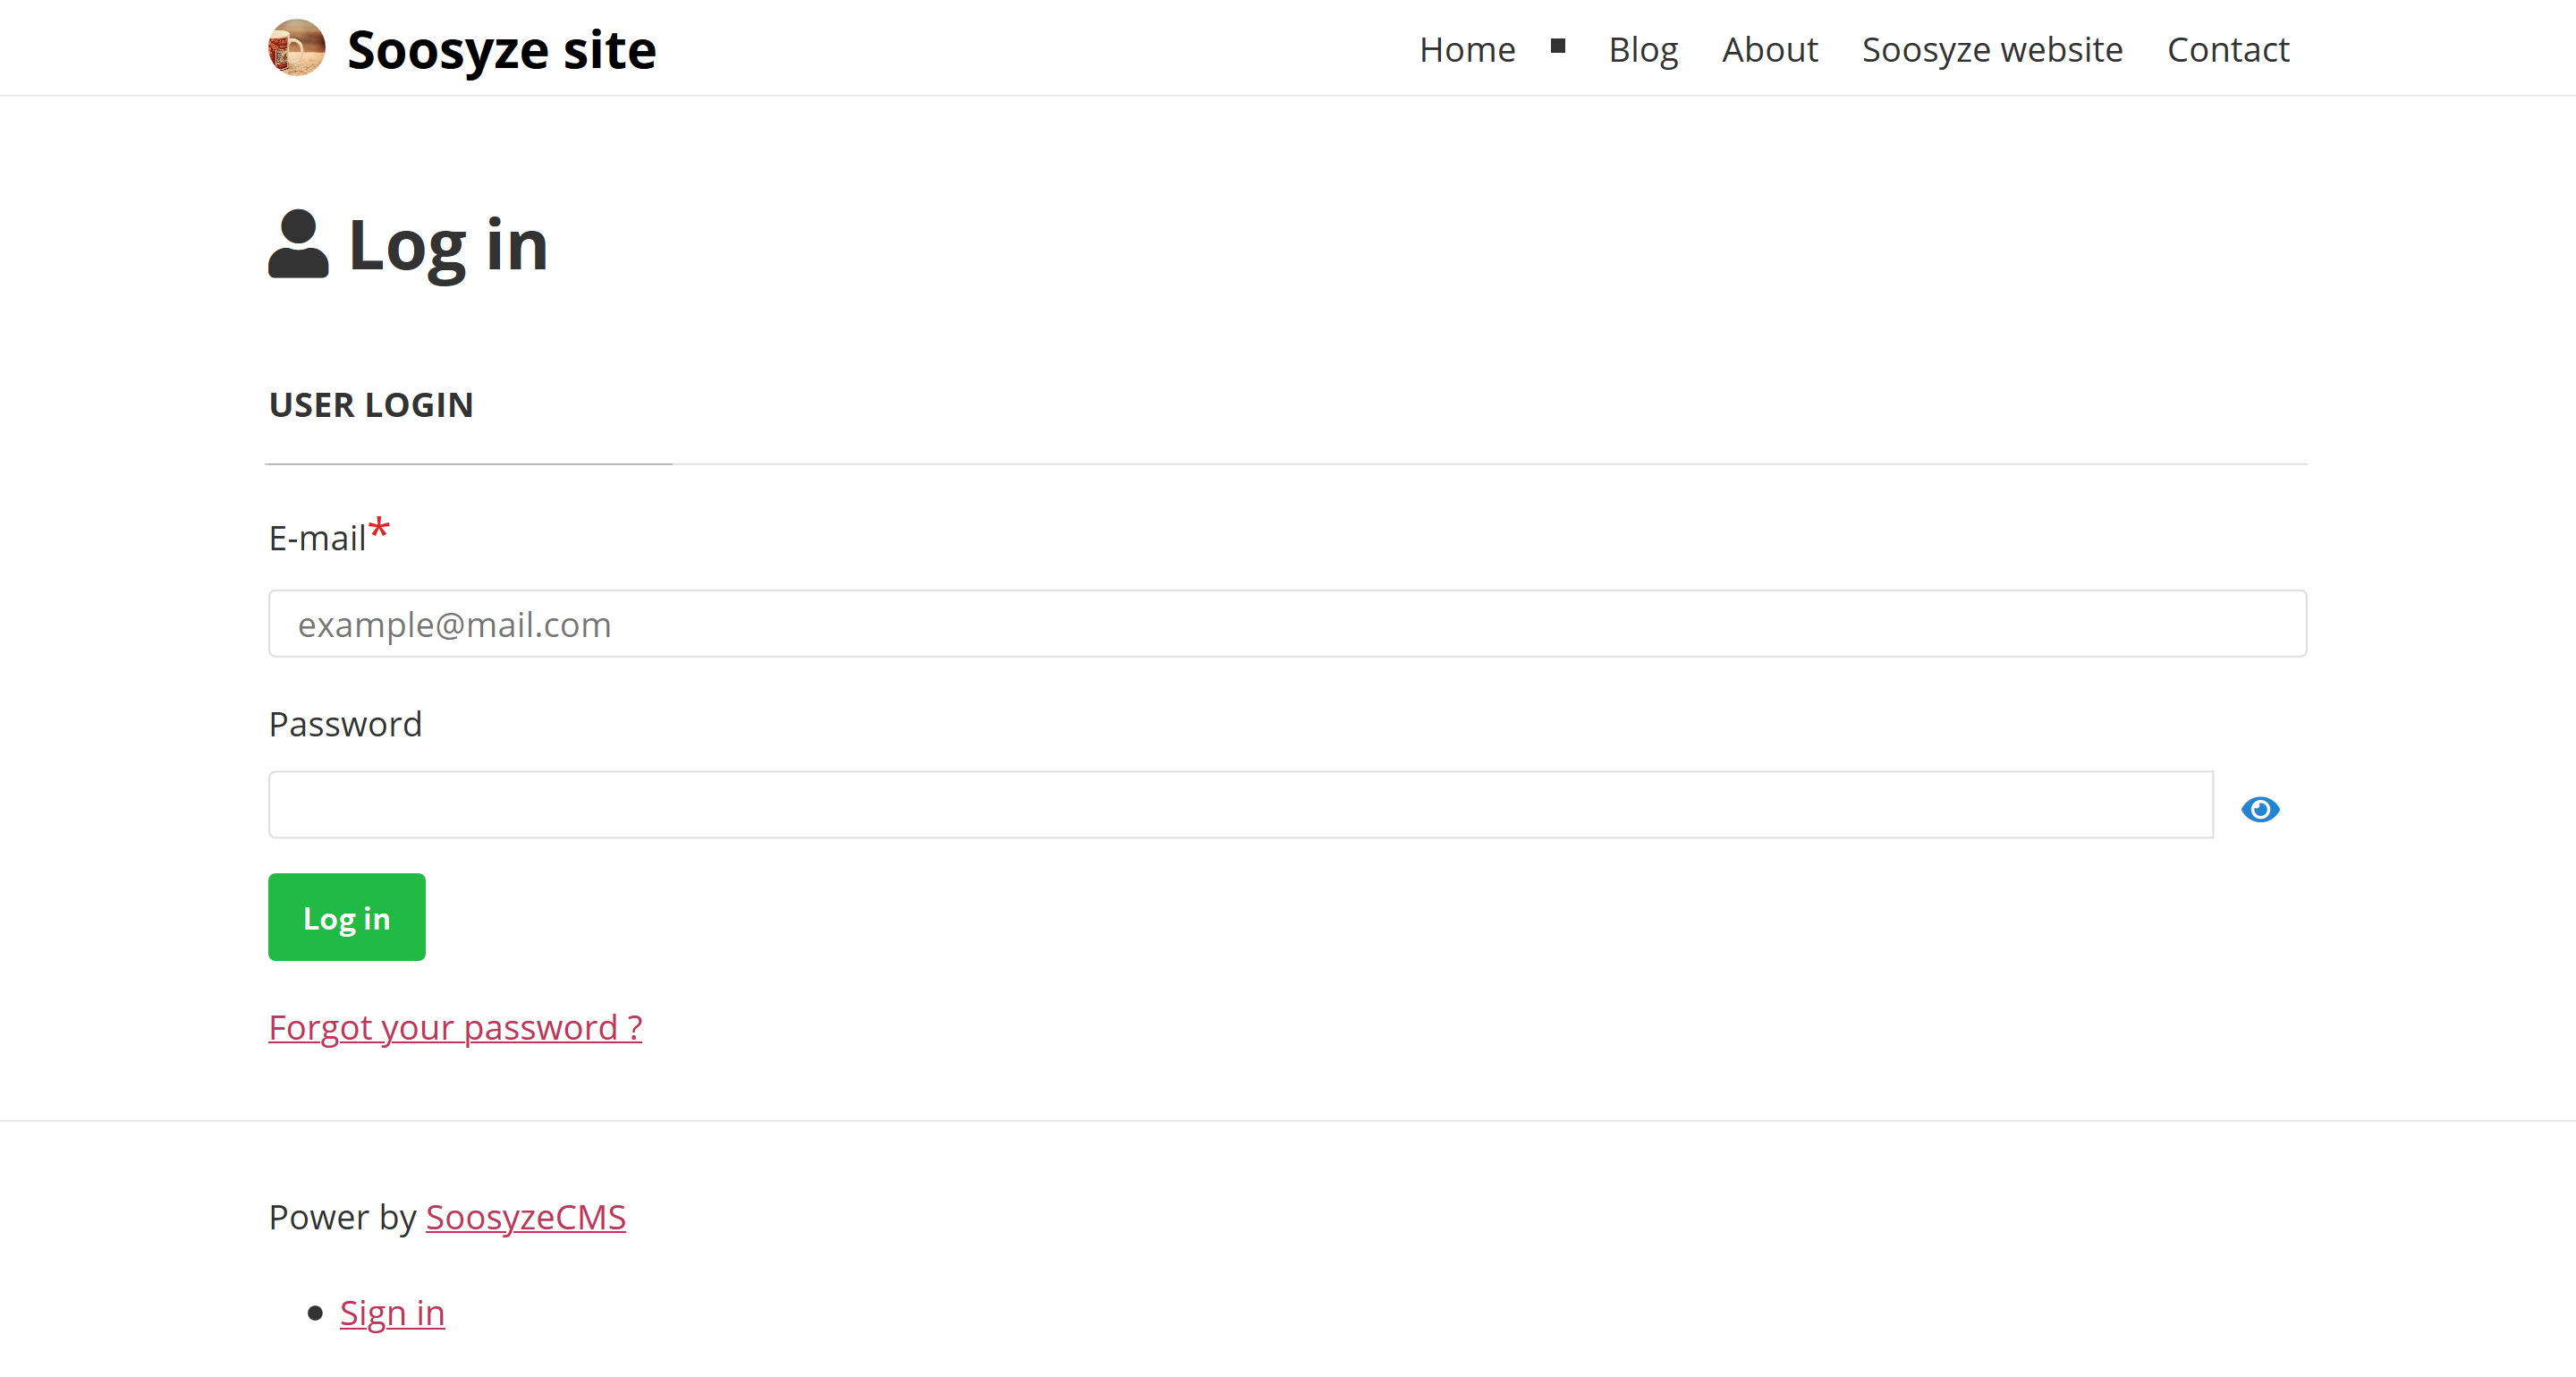 Soosyze site
Home Blog About Soosyze website Contact
Log in
USER LOGIN
E-mail*
example@mail.com
Password
Log in
Forgot your password ?
Power by SoosyzeCMS
Sign in